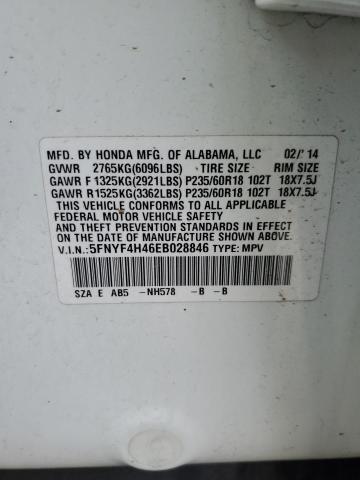 MFD. BY HONDA MFG. OF ALABAMA, LLC 02/'14
GVWR 2765KG(6096LBS) TIRE SIZE RIM SIZE
GAWR F 1325KG(2921LBS) P235/60R18 102T 18X7.5J
GAWR R1525KG(3362LBS) P235/60R18 102T 18X7.5J
THIS VEHICLE CONFORMS TO ALL APPLICABLE
FEDERAL MOTOR VEHICLE SAFETY, BUMPER,
AND THEFT PREVENTION STANDARDS IN EFFECT
ON THE DATE OF MANUFACTURE SHOWN ABOVE.
V.I.N.: 5FNYF4H46EB028846 TYPE: MPV
SZA E AB5 -NH578 -B -B